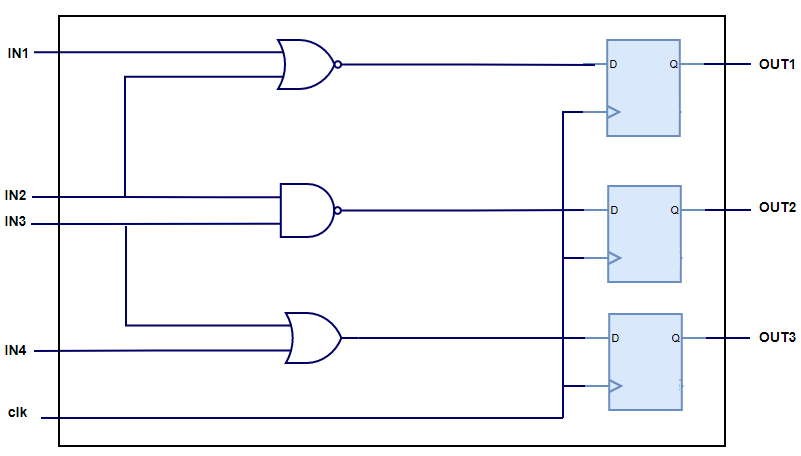 IN1
D
Q
OUT1
IN2
IN3
D
Q
OUT2
IN4
D
Q
OUT3
clk